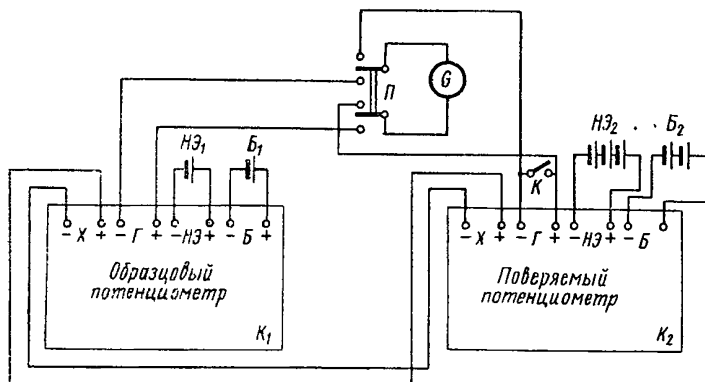 G
П
НЭ₁
Б₁
НЭ₂ . . Б₂
К
- Х + - Г + - НЭ + - Б +
Образцовый
потенциометр
К₁
- Х + - Г + - НЭ + - Б
Поверяемый
потенциометр
К₂